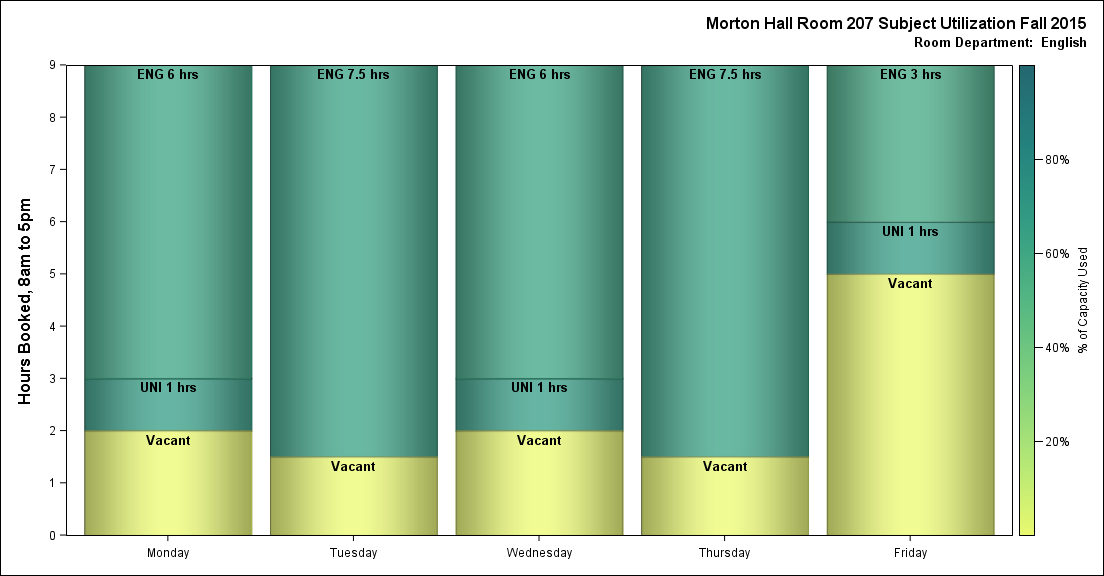 Morton Hall Room 207 Subject Utilization Fall 2015
Room Department:  English
Hours Booked, 8am to 5pm
9
8
7
6
5
4
3
2
1
0
ENG 6 hrs
UNI 1 hrs
Vacant
ENG 7.5 hrs
Vacant
ENG 6 hrs
UNI 1 hrs
Vacant
ENG 7.5 hrs
Vacant
ENG 3 hrs
UNI 1 hrs
Vacant
Monday
Tuesday
Wednesday
Thursday
Friday
80%
60%
40%
20%
% of Capacity Used